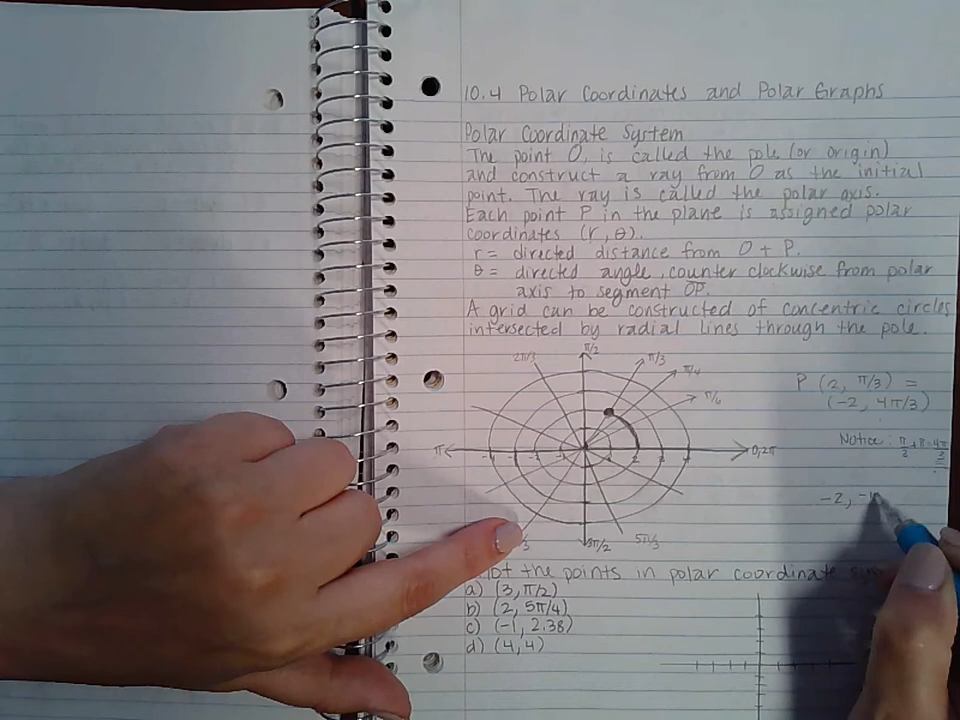 10.4 Polar Coordinates and Polar Graphs
Polar Coordinate System
The point O, is called the pole (or origin)
and construct a ray from O as the initial
point. The ray is called the polar axis.
Each point P in the plane is assigned polar
coordinates (r, θ).
r = directed distance from O + P.
θ = directed angle, counter clockwise from polar
axis to segment OP.
A grid can be constructed of concentric circles
intersected by radial lines through the pole.
π/2
2π/3
π/3
π/4
π/6
π
0, 2π
3π/2
5π/3
P (2, π/3) =
(-2, 4π/3)
Notice: π/3 + π = 4π/3
-2, -
the points in polar coordinate
a) (3, π/2)
b) (2, 5π/4)
c) (-1, 2.38)
d) (4, 4)